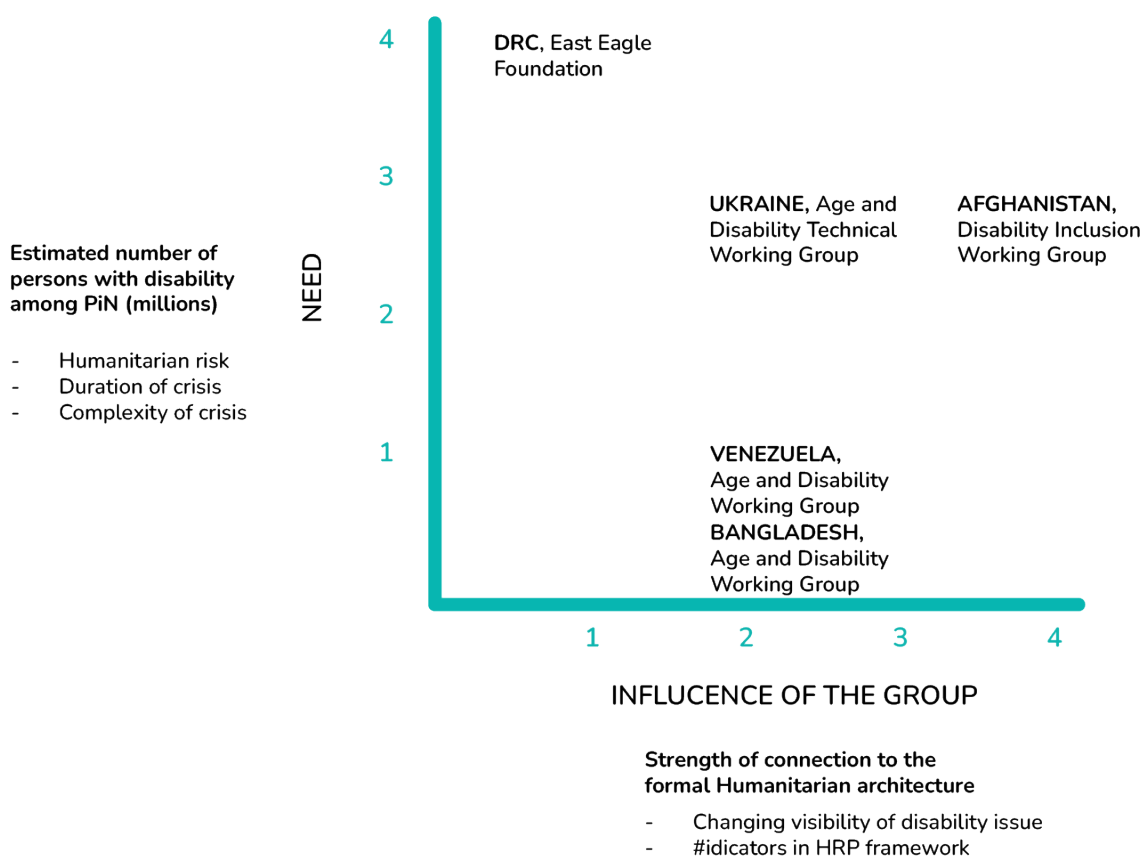 4
DRC, East Eagle
Foundation
3
UKRAINE, Age and
Disability Technical
Working Group
AFGHANISTAN,
Disability Inclusion
Working Group
Estimated number of
persons with disability
among PiN (millions)
- Humanitarian risk
- Duration of crisis
- Complexity of crisis
NEED
2
1
VENEZUELA,
Age and Disability
Working Group
BANGLADESH,
Age and Disability
Working Group
1 2 3 4
INFLUCENCE OF THE GROUP
Strength of connection to the
formal Humanitarian architecture
- Changing visibility of disability issue
- #idicators in HRP framework